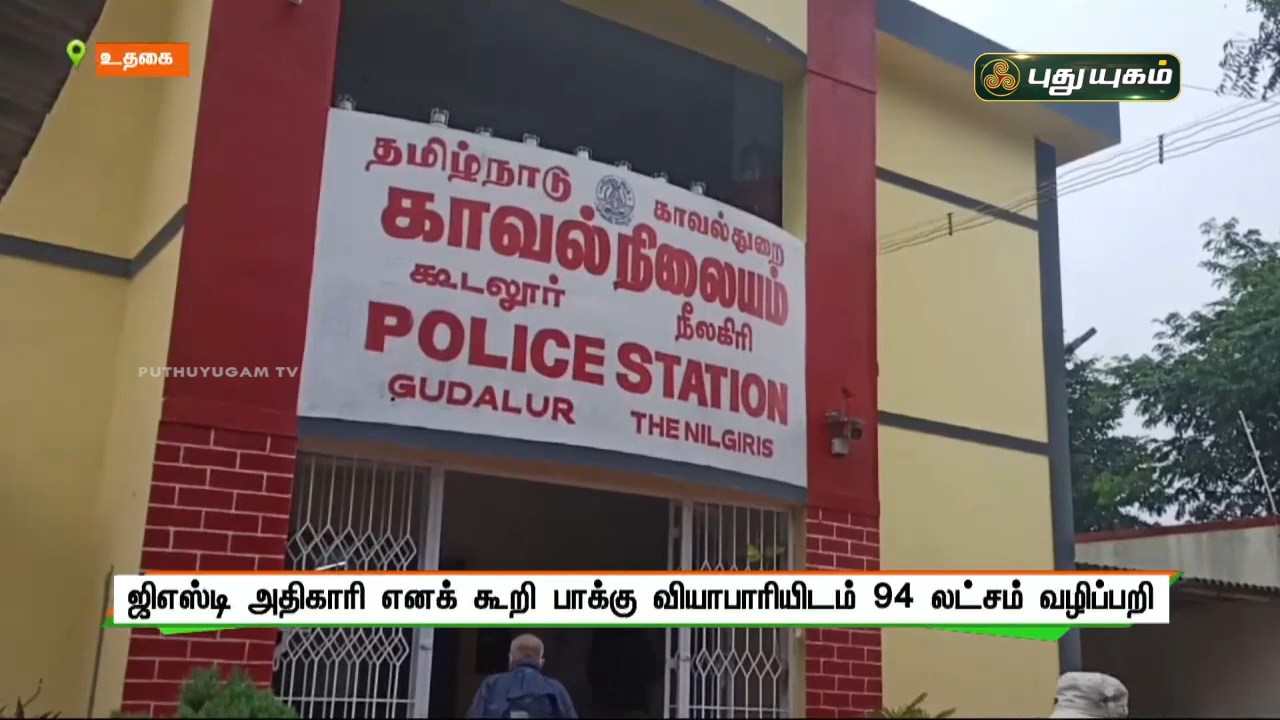 உதகை
புதுயுகம்
தமிழ்நாடு காவல்துறை
காவல்நிலையம்
கூடலூர் நீலகிரி
POLICE STATION
GUDALUR THE NILGIRIS
PUTHUYUGAM TV
ஜிஎஸ்டி அதிகாரி எனக் கூறி பாக்கு வியாபாரியிடம் 94 லட்சம் வழிப்பறி